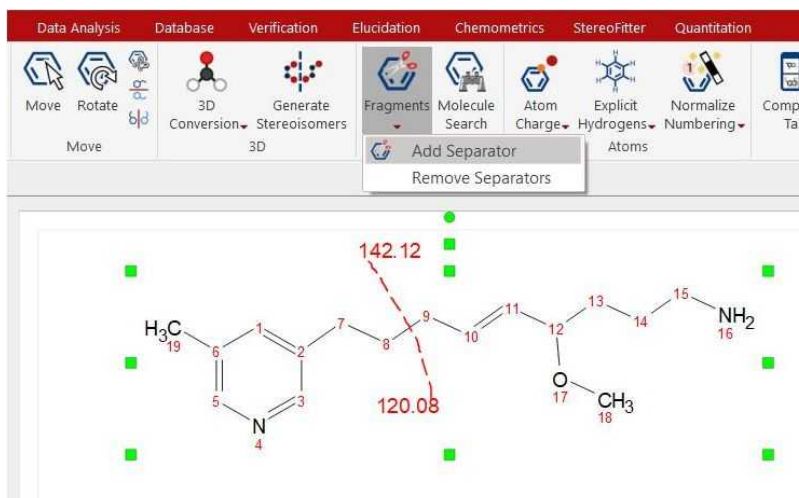 Data Analysis Database Verification Elucidation Chemometrics StereoFitter Quantitation
Move Rotate 3D Conversion Generate Stereoisomers Fragments Molecule Search Atom Charge Explicit Hydrogens 1 Normalize Numbering
Move 3D Atoms
Add Separator
Remove Separators
142.12
H3C 19 1 7 9 11 13 15 NH2 16
6 2 8 10 12 14
5 3 O 17 CH3 18
N 4
120.08